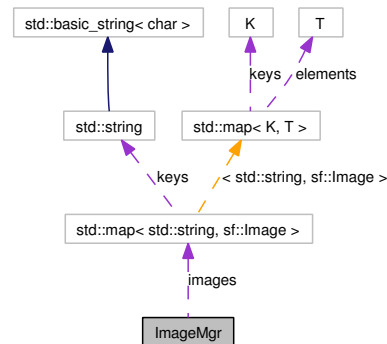 std::basic_string< char >
K
T
keys
elements
std::string
std::map< K, T >
keys
< std::string, sf::Image >
std::map< std::string, sf::Image >
images
ImageMgr